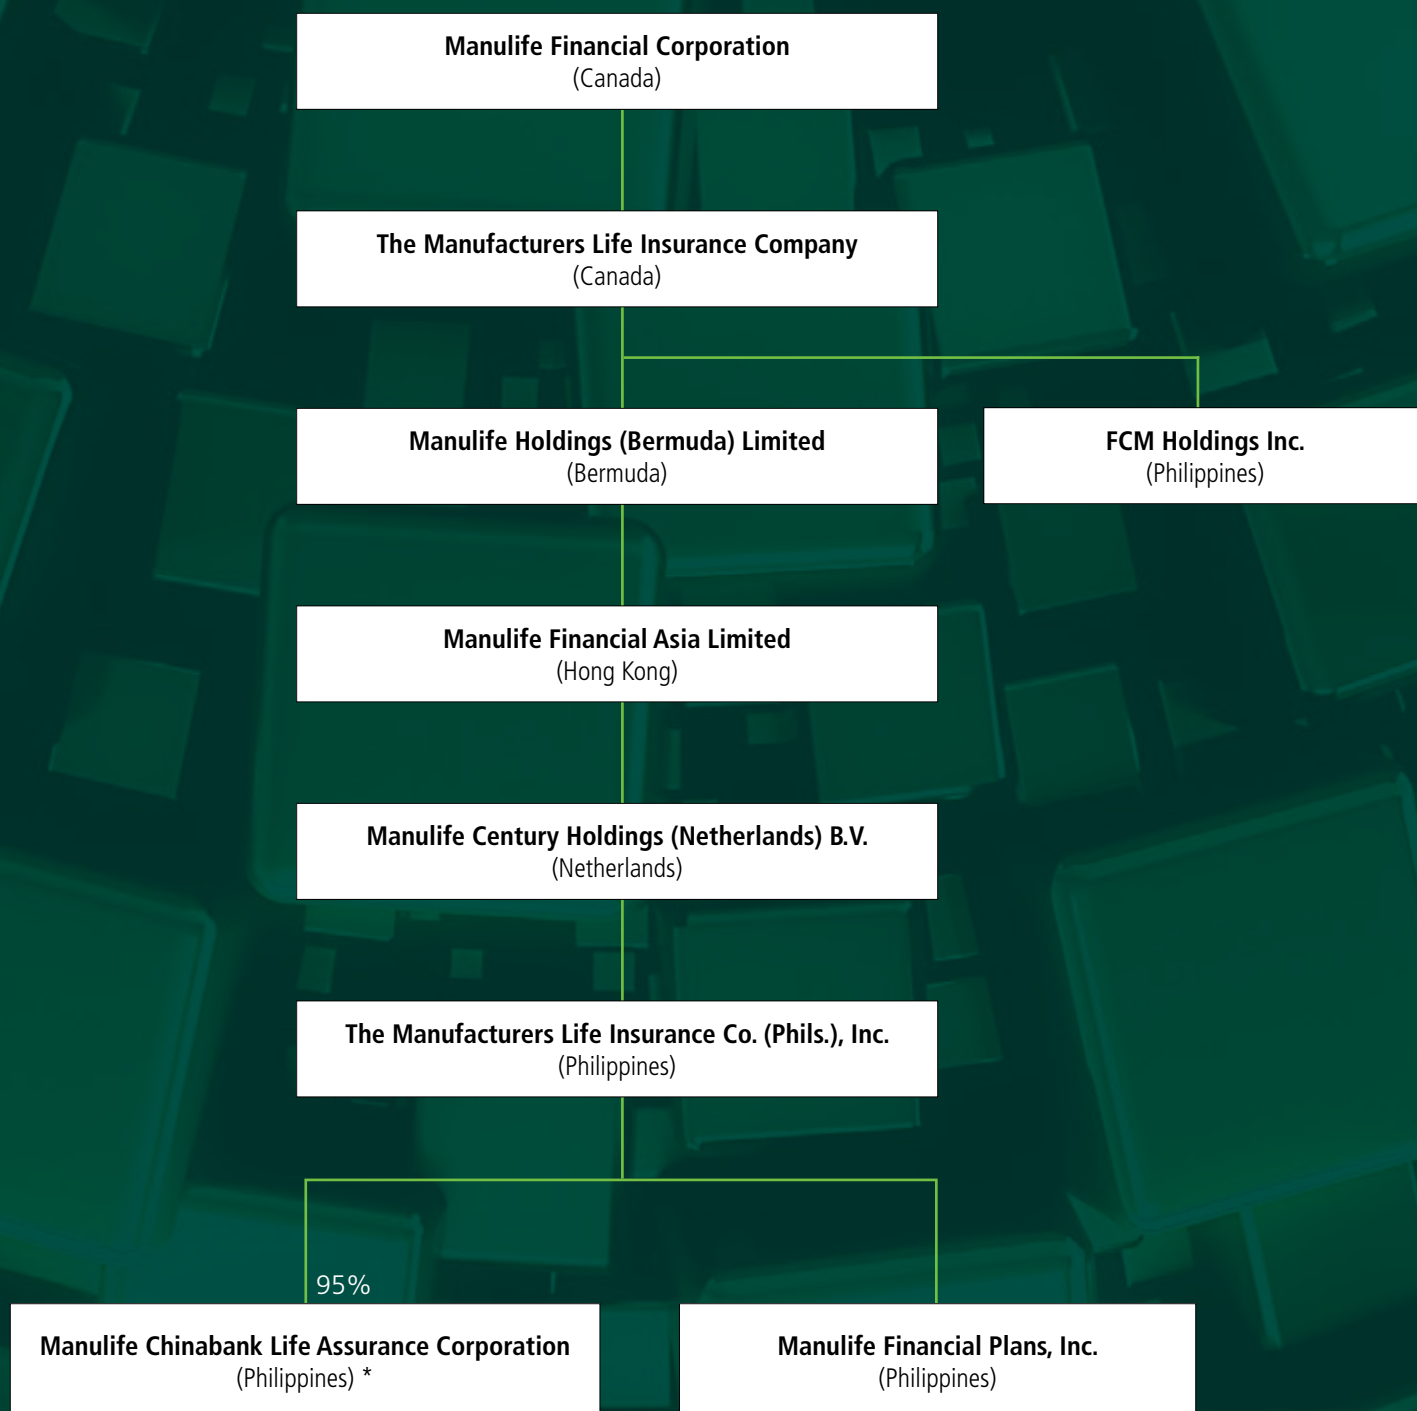 Manulife Financial Corporation
(Canada)
The Manufacturers Life Insurance Company
(Canada)
Manulife Holdings (Bermuda) Limited
(Bermuda)
FCM Holdings Inc.
(Philippines)
Manulife Financial Asia Limited
(Hong Kong)
Manulife Century Holdings (Netherlands) B.V.
(Netherlands)
The Manufacturers Life Insurance Co. (Phils.), Inc.
(Philippines)
95%
Manulife Chinabank Life Assurance Corporation
(Philippines) *
Manulife Financial Plans, Inc.
(Philippines)